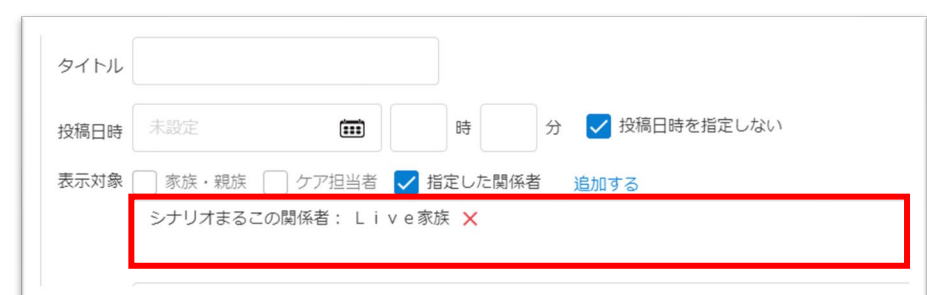 タイトル
投稿日時 未設定 時 分 投稿日時を指定しない
表示対象 家族・親族 ケア担当者 指定した関係者 追加する
シナリオまるこの関係者： Ｌｉｖｅ家族 ×